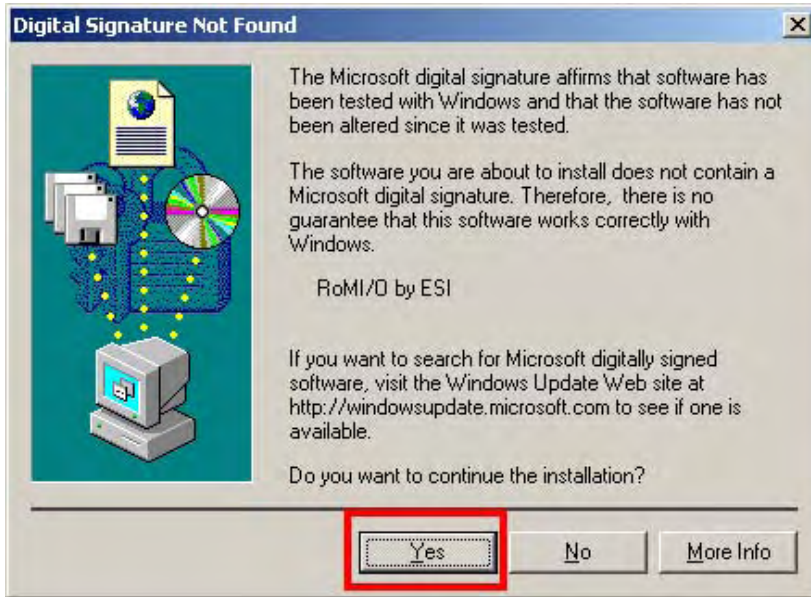 Digital Signature Not Found
The Microsoft digital signature affirms that software has
been tested with Windows and that the software has not
been altered since it was tested.
The software you are about to install does not contain a
Microsoft digital signature. Therefore, there is no
guarantee that this software works correctly with
Windows.
RoMI/O by ESI
If you want to search for Microsoft digitally signed
software, visit the Windows Update Web site at
http://windowsupdate.microsoft.com to see if one is
available.
Do you want to continue the installation?
Yes No More Info